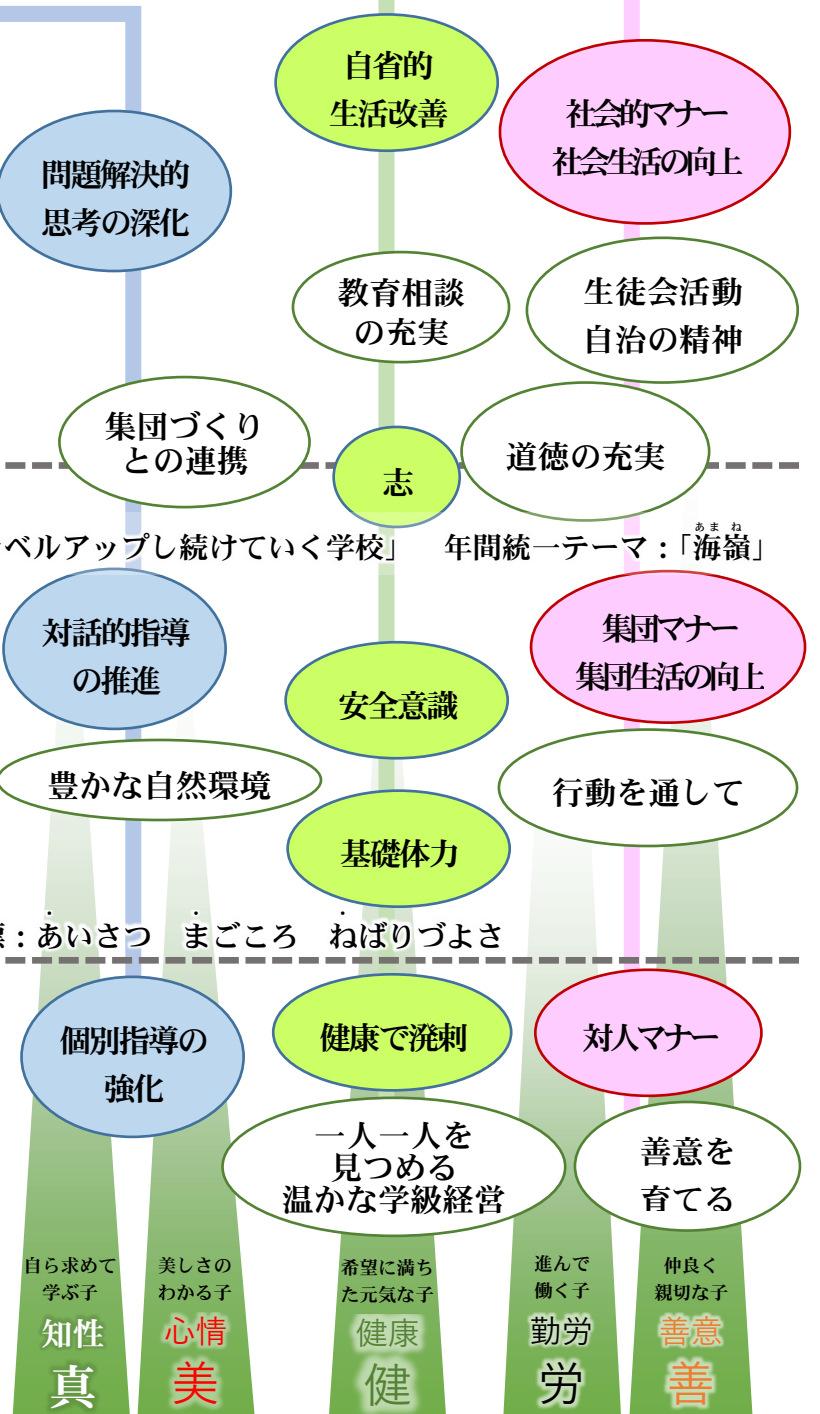 自省的
生活改善
社会的マナー
社会生活の向上
問題解決的
思考の深化
教育相談
の充実
生徒会活動
自治の精神
集団づくり
との連携
志
道徳の充実
ベルアップし続けていく学校」 年間統一テーマ：「海嶺」
あまね
対話的指導
の推進
集団マナー
集団生活の向上
安全意識
豊かな自然環境
行動を通して
基礎体力
：あいさつ まごころ ねばりづよさ
個別指導の
強化
健康で溌剌
対人マナー
一人一人を
見つめる
温かな学級経営
善意を
育てる
自ら求めて
学ぶ子
知性
真
美しさの
わかる子
心情
美
希望に満ち
た元気な子
健康
健
進んで
働く子
勤労
労
仲良く
親切な子
善意
善